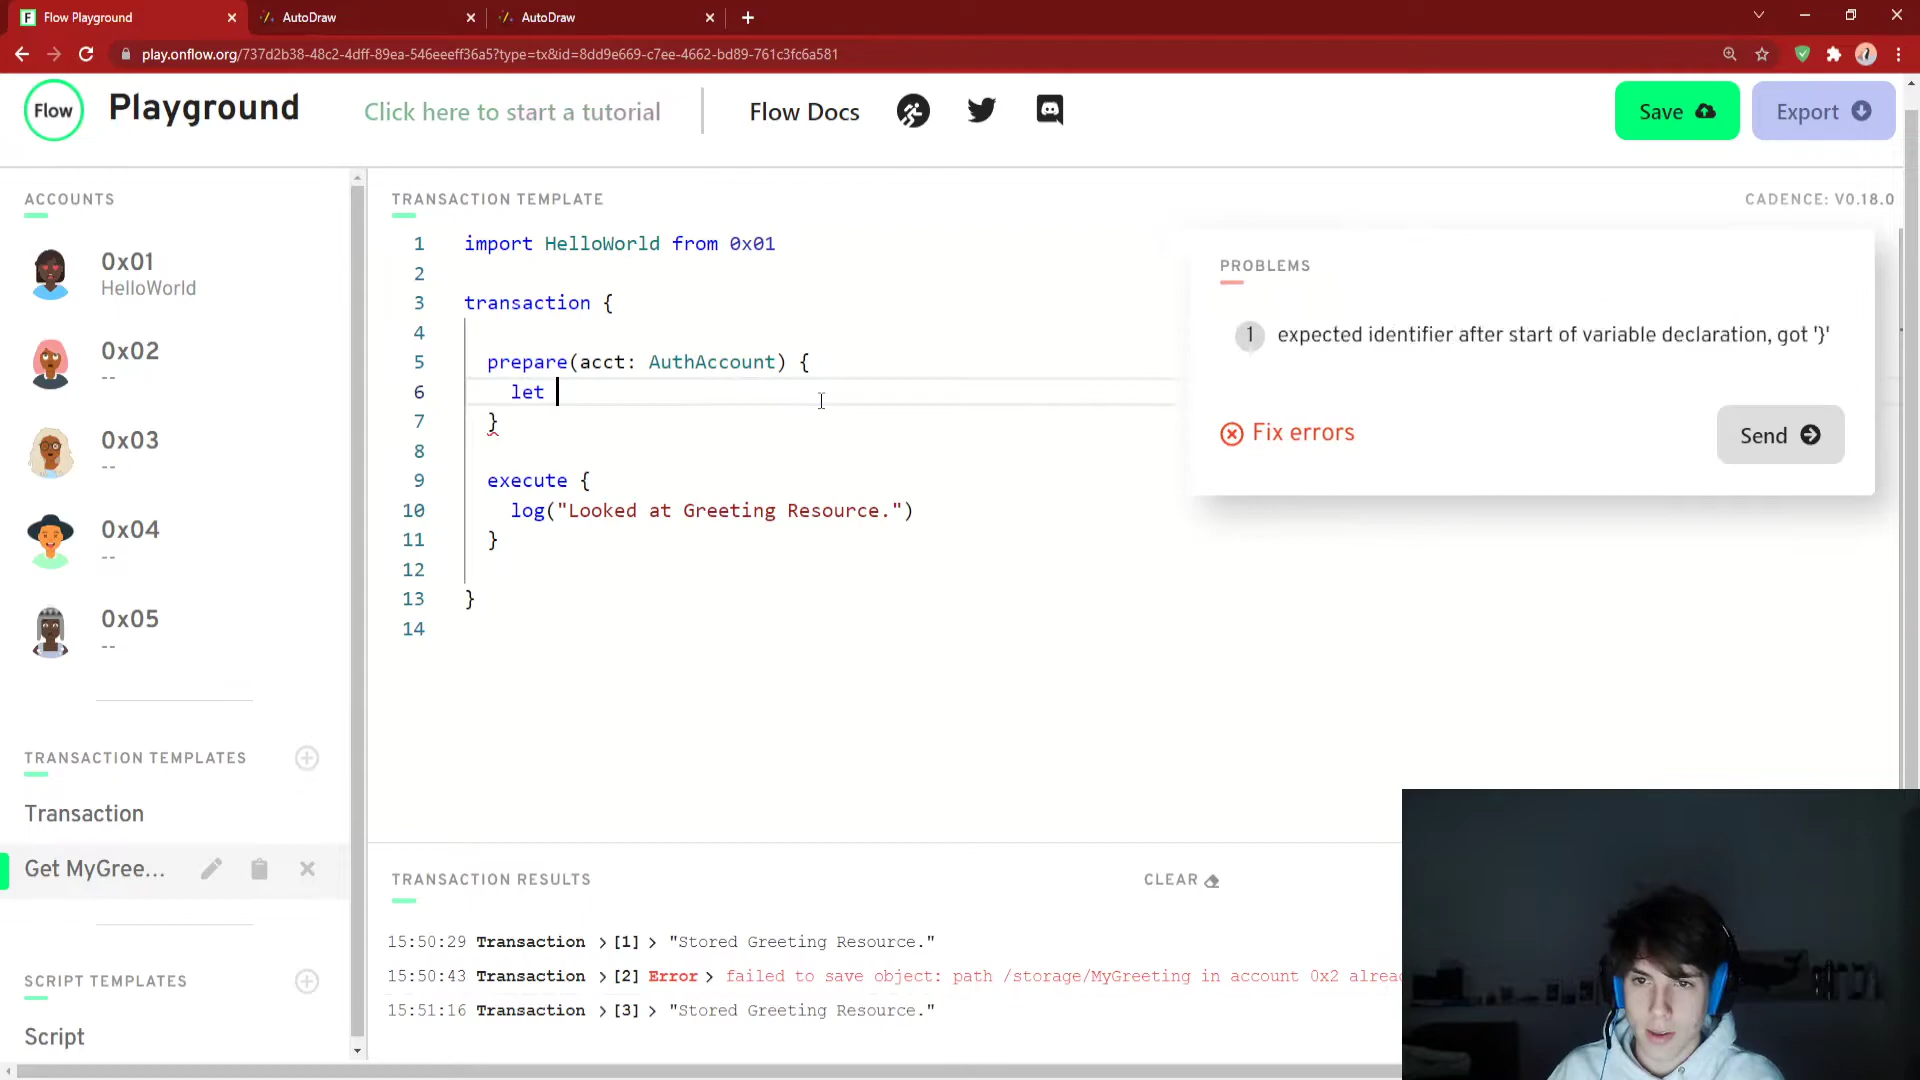 Flow Playground
AutoDraw
AutoDraw
play.onflow.org/737d2b38-48c2-4dff-89ea-546eeeff36a5?type=tx&id=8dd9e669-c7ee-4662-bd89-761c3fc6a581
Flow
Playground
Click here to start a tutorial
Flow Docs
Save
Export
ACCOUNTS
0x01
HelloWorld
0x02
--
0x03
--
0x04
--
0x05
--
TRANSACTION TEMPLATES
Transaction
Get MyGree...
SCRIPT TEMPLATES
Script
TRANSACTION TEMPLATE
CADENCE: V0.18.0
1 import HelloWorld from 0x01
2
3 transaction {
4
5 prepare(acct: AuthAccount) {
6 let
7 }
8
9 execute {
10 log("Looked at Greeting Resource.")
11 }
12
13 }
14
PROBLEMS
1 expected identifier after start of variable declaration, got '}'
Fix errors
Send
TRANSACTION RESULTS
CLEAR
15:50:29 Transaction > [1] > "Stored Greeting Resource."
15:50:43 Transaction > [2] Error > failed to save object: path /storage/MyGreeting in account 0x2 alrea
15:51:16 Transaction > [3] > "Stored Greeting Resource."